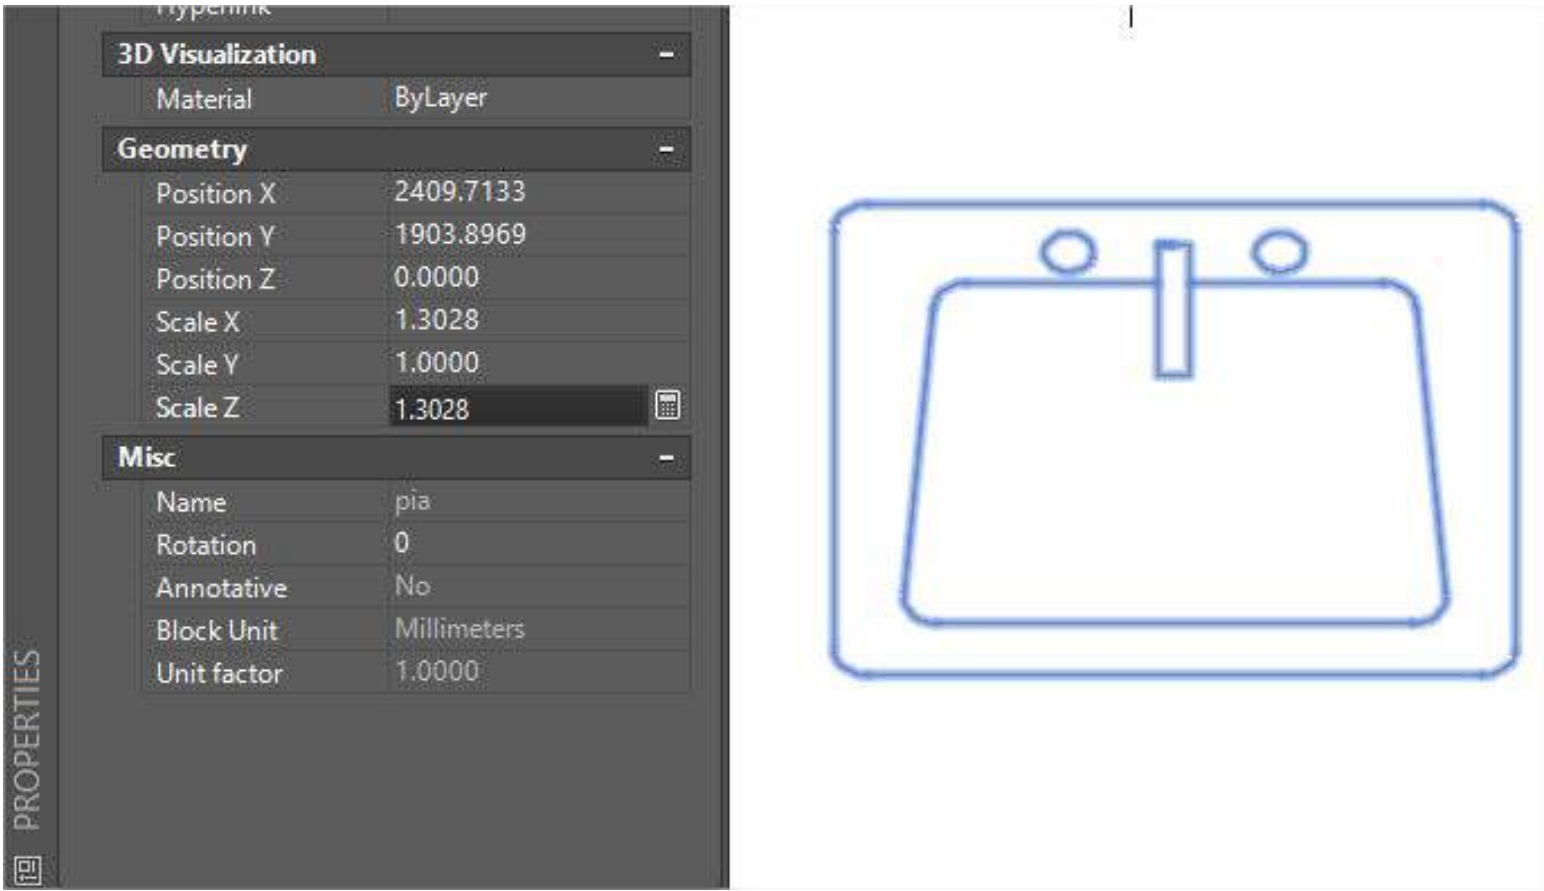 Hyperlink
3D Visualization
Material ByLayer
Geometry
Position X 2409.7133
Position Y 1903.8969
Position Z 0.0000
Scale X 1.3028
Scale Y 1.0000
Scale Z 1.3028
Misc
Name pia
Rotation 0
Annotative No
Block Unit Millimeters
Unit factor 1.0000
PROPERTIES